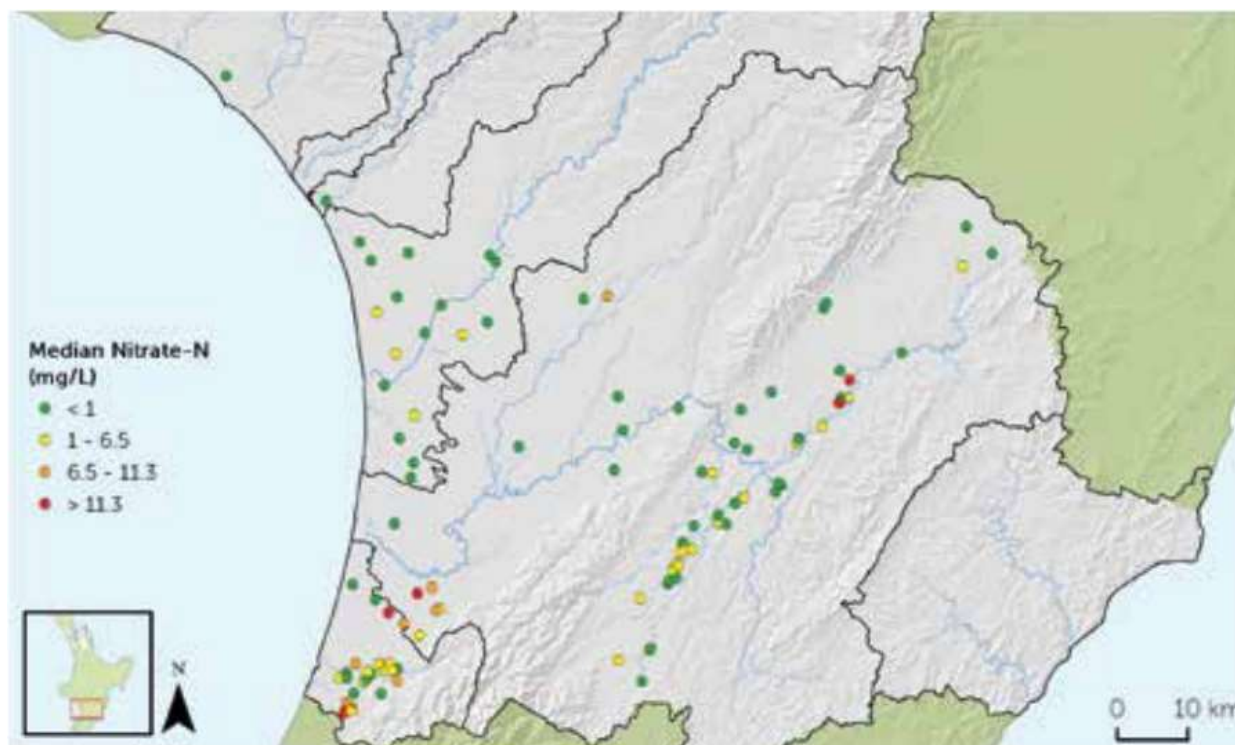 Median Nitrate-N
(mg/L)
< 1
1 - 6.5
6.5 - 11.3
> 11.3
N
0 10 km